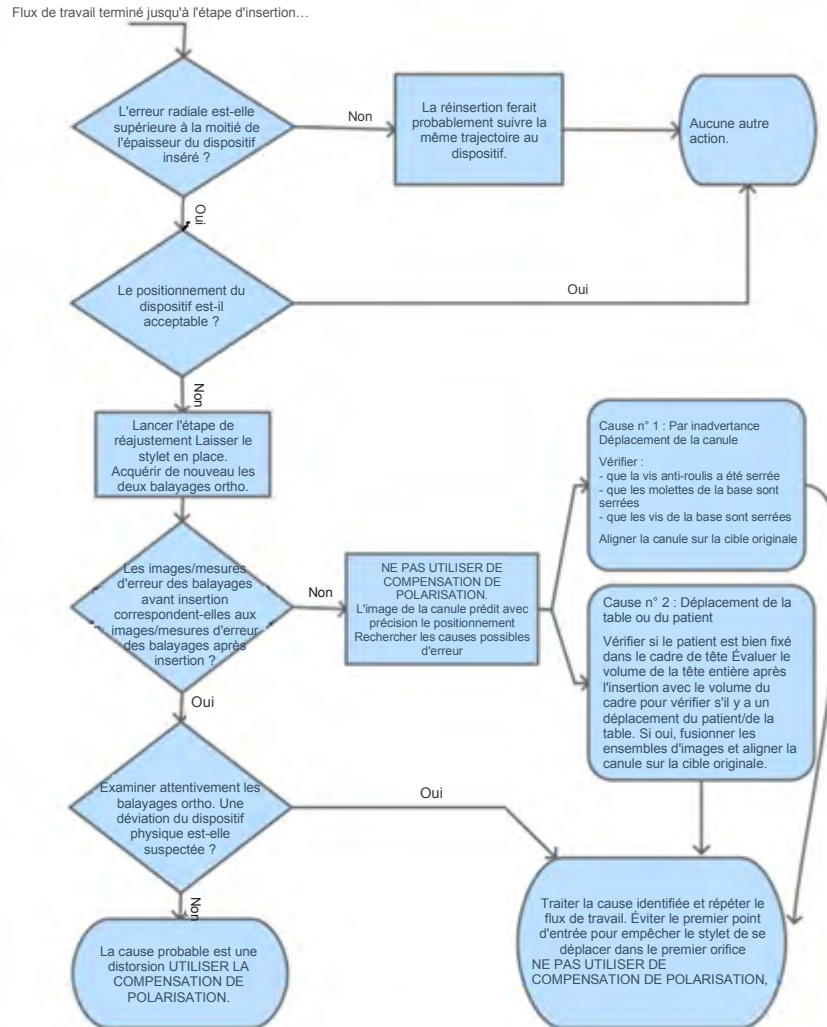 Flux de travail terminé jusqu'à l'étape d'insertion…
L'erreur radiale est-elle
supérieure à la moitié de
l'épaisseur du dispositif
inséré ?
Non
La réinsertion ferait
probablement suivre la
même trajectoire au
dispositif.
Aucune autre
action.
Oui
Le positionnement du
dispositif est-il
acceptable ?
Oui
Non
Lancer l'étape de
réajustement Laisser le
stylet en place.
Acquérir de nouveau les
deux balayages ortho.
Les images/mesures
d'erreur des balayages
avant insertion
correspondent-elles aux
images/mesures d'erreur
des balayages après
insertion ?
Non
NE PAS UTILISER DE
COMPENSATION DE
POLARISATION.
L'image de la canule prédit avec
précision le positionnement
Rechercher les causes possibles
d'erreur
Cause n° 1 : Par inadvertance
Déplacement de la canule
Vérifier :
- que la vis anti-roulis a été serrée
- que les molettes de la base sont
serrées
- que les vis de la base sont serrées
Aligner la canule sur la cible originale
Cause n° 2 : Déplacement de la
table ou du patient
Vérifier si le patient est bien fixé
dans le cadre de tête Évaluer le
volume de la tête entière après
l'insertion avec le volume du
cadre pour vérifier s'il y a un
déplacement du patient/de la
table. Si oui, fusionner les
ensembles d'images et aligner la
canule sur la cible originale.
Oui
Examiner attentivement les
balayages ortho. Une
déviation du dispositif
physique est-elle
suspectée ?
Oui
Non
La cause probable est une
distorsion UTILISER LA
COMPENSATION DE
POLARISATION.
Traiter la cause identifiée et répéter le
flux de travail. Éviter le premier point
d'entrée pour empêcher le stylet de se
déplacer dans le premier orifice
NE PAS UTILISER DE
COMPENSATION DE POLARISATION,